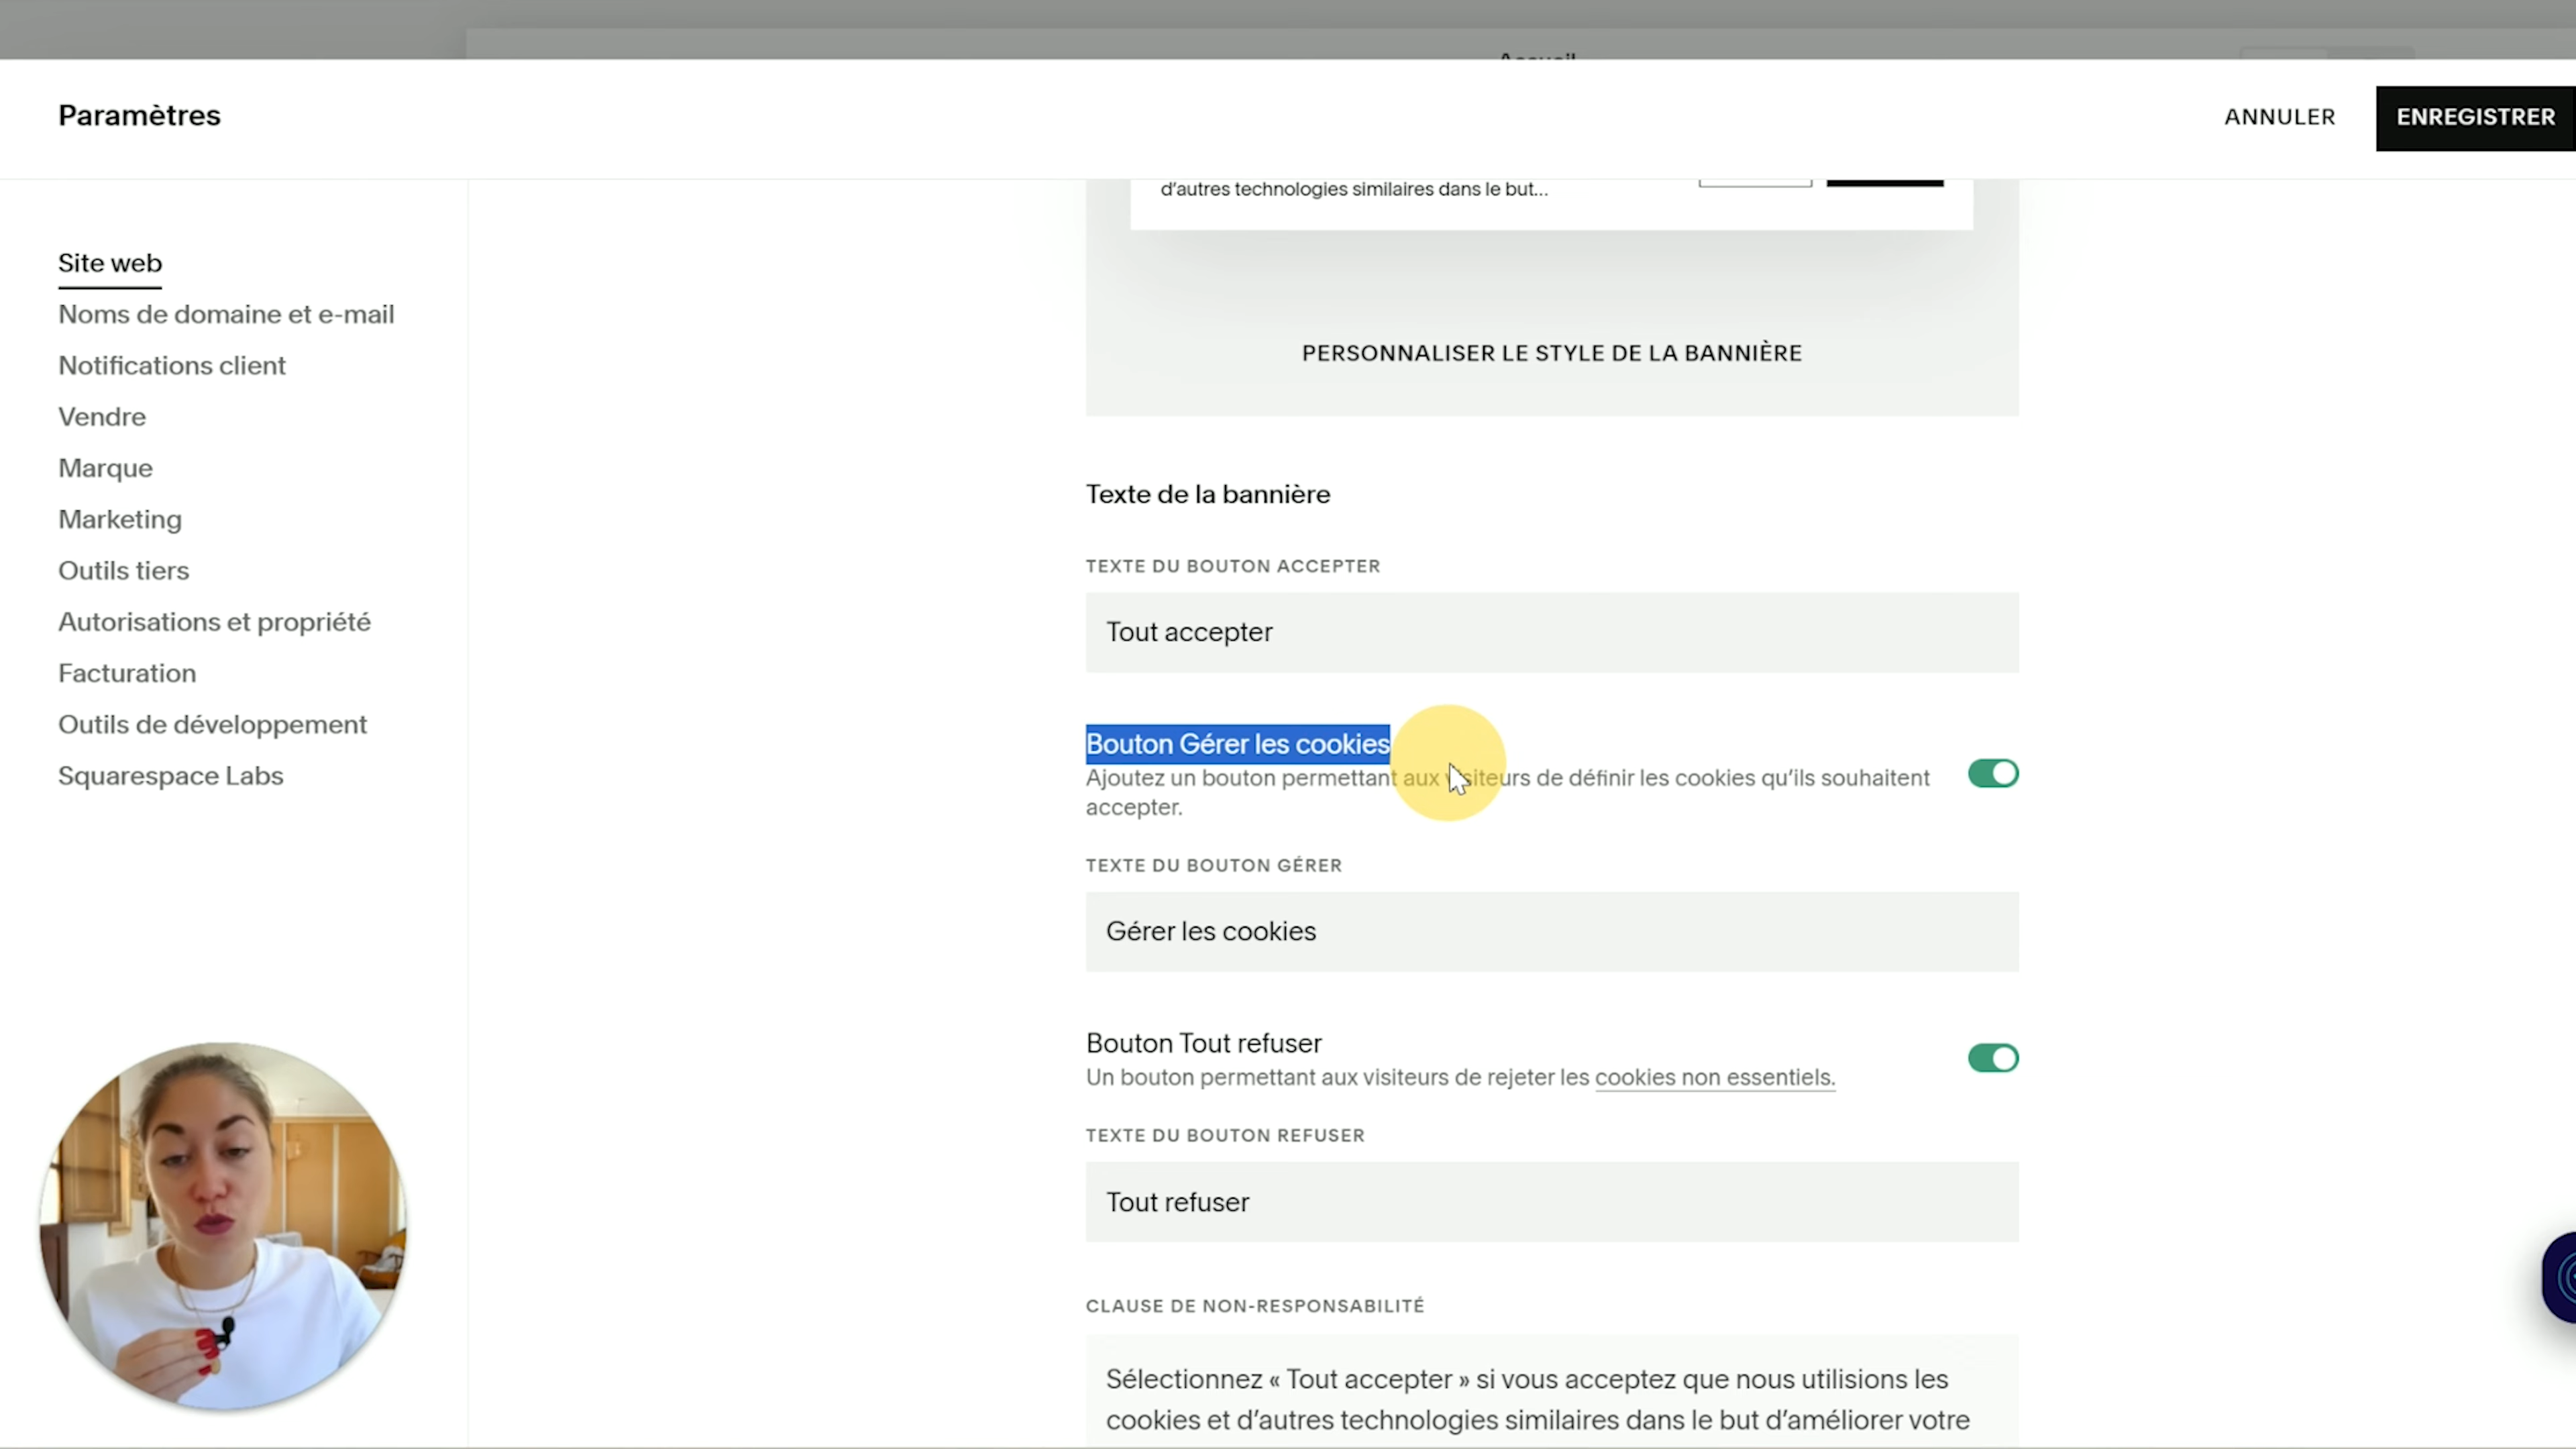 Accueil
Paramètres
ANNULER
ENREGISTRER
Site web
Noms de domaine et e-mail
Notifications client
Vendre
Marque
Marketing
Outils tiers
Autorisations et propriété
Facturation
Outils de développement
Squarespace Labs
d'autres technologies similaires dans le but...
PERSONNALISER LE STYLE DE LA BANNIÈRE
Texte de la bannière
TEXTE DU BOUTON ACCEPTER
Tout accepter
Bouton Gérer les cookies
Ajoutez un bouton permettant aux visiteurs de définir les cookies qu'ils souhaitent
accepter.
TEXTE DU BOUTON GÉRER
Gérer les cookies
Bouton Tout refuser
Un bouton permettant aux visiteurs de rejeter les cookies non essentiels.
TEXTE DU BOUTON REFUSER
Tout refuser
CLAUSE DE NON-RESPONSABILITÉ
Sélectionnez « Tout accepter » si vous acceptez que nous utilisions les
cookies et d'autres technologies similaires dans le but d'améliorer votre